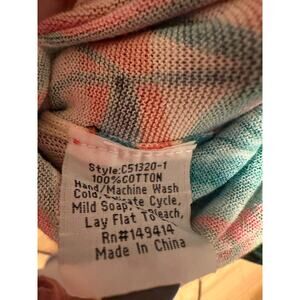 Style:C51320-1
100%COTTON
Hand/Machine Wash
Cold,
Mild Soap Cycle,
Lay Flat To
Rn#149414
Made In China